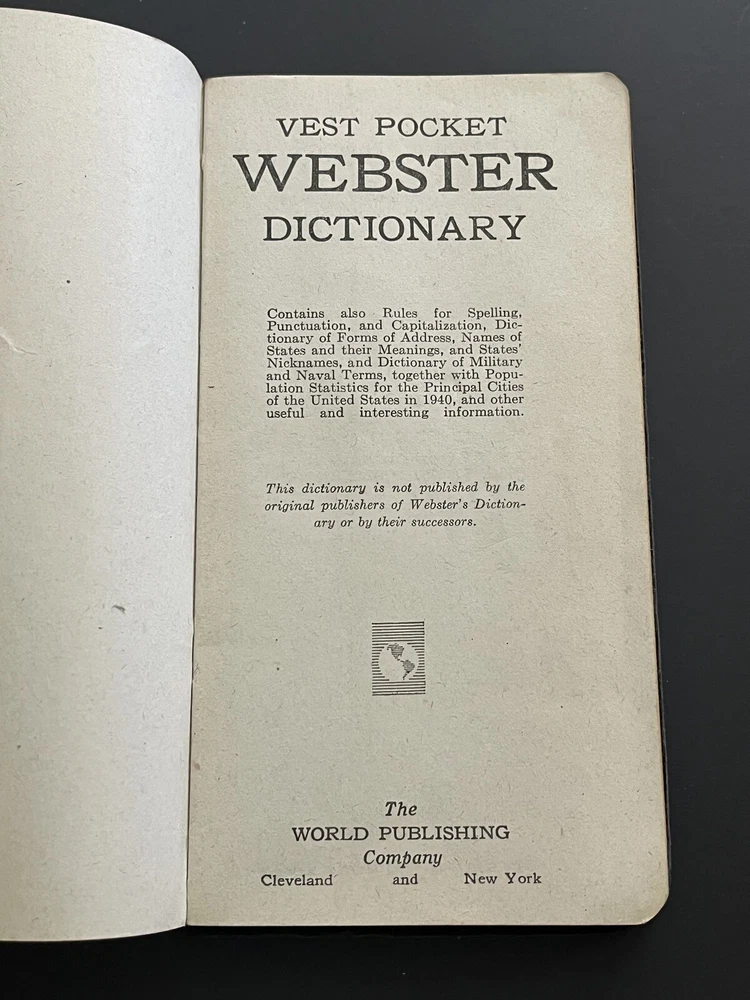 VEST POCKET
WEBSTER
DICTIONARY
Contains also Rules for Spelling,
Punctuation, and Capitalization, Dic-
tionary of Forms of Address, Names of
States and their Meanings, and States'
Nicknames, and Dictionary of Military
and Naval Terms, together with Popu-
lation Statistics for the Principal Cities
of the United States in 1940, and other
useful and interesting information.
This dictionary is not published by the
original publishers of Webster's Diction-
ary or by their successors.
The
WORLD PUBLISHING
Company
Cleveland and New York